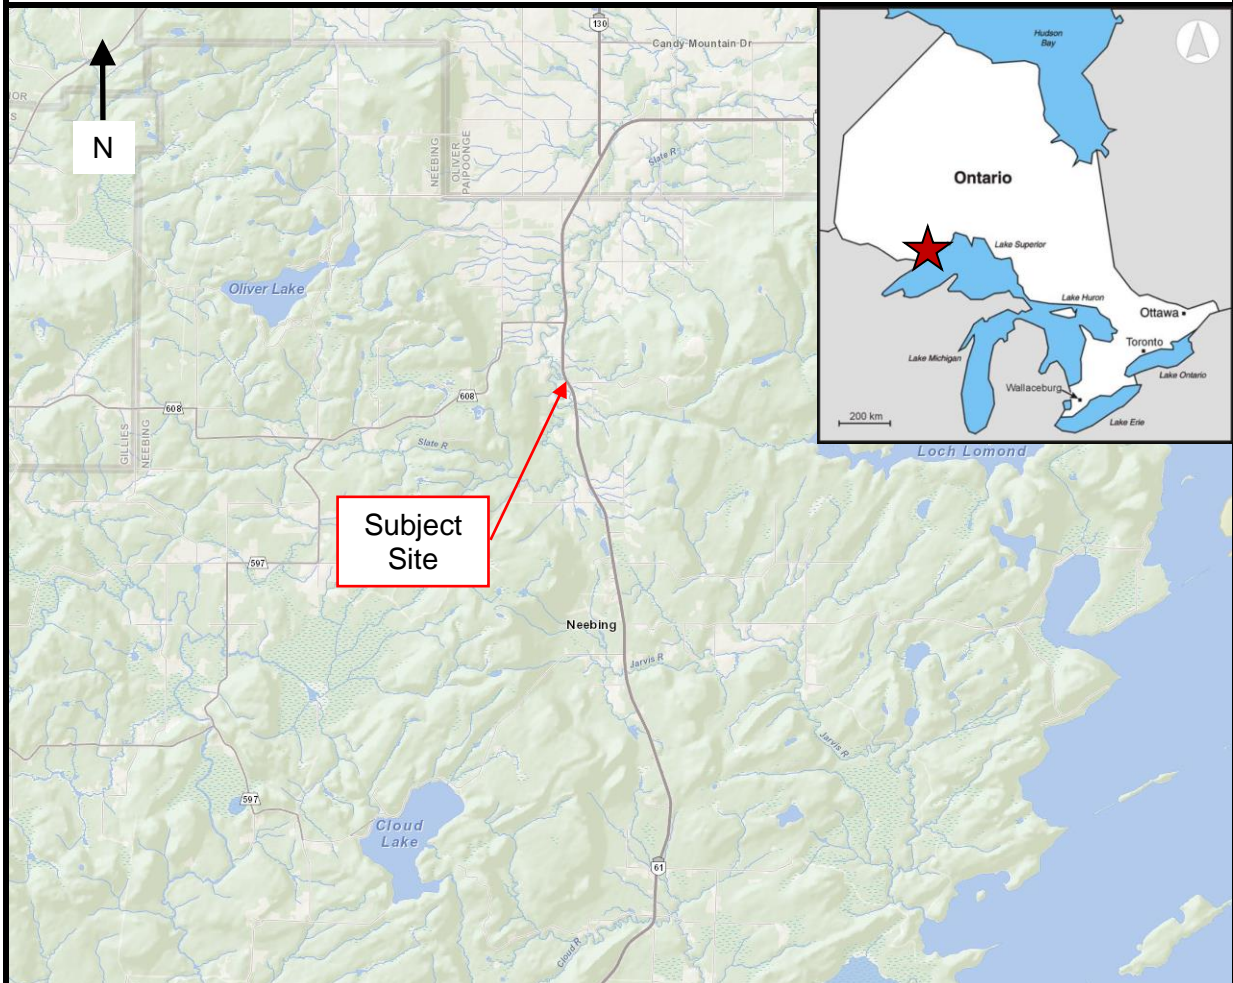 130
Candy Mountain Dr
N
NEEBING
OLIVER
PAIPOONGE
Slate R
Oliver Lake
608
608
GILLIES
NEEBING
Slate R
Subject
Site
597
Neebing
Jarvis R
Jarvis R
597
Cloud
Lake
61
Cloud R
Loch Lomond
Hudson
Bay
Ontario
Lake Superior
Lake Huron
Ottawa
Toronto
Lake Michigan
Lake Ontario
Wallaceburg
Lake Erie
200 km